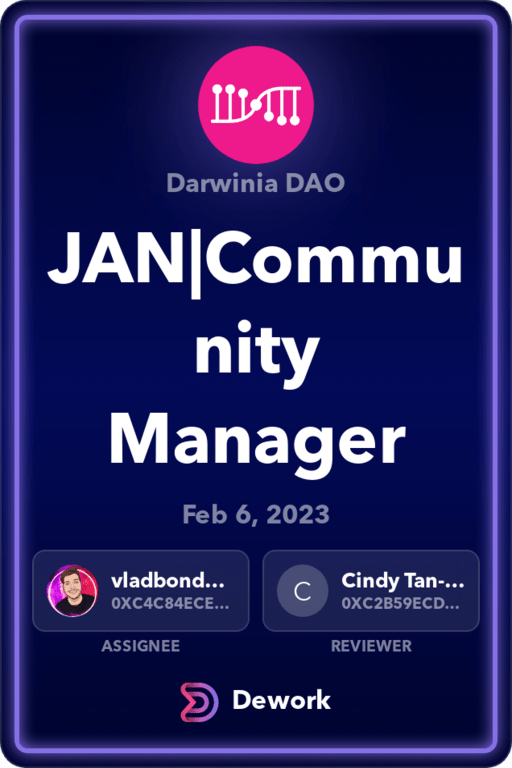 Darwinia DAO
JAN|Commu
nity
Manager
Feb 6, 2023
vladbond...
0XC4C84ECE...
ASSIGNEE
C
Cindy Tan-...
0XC2B59ECD...
REVIEWER
Dework